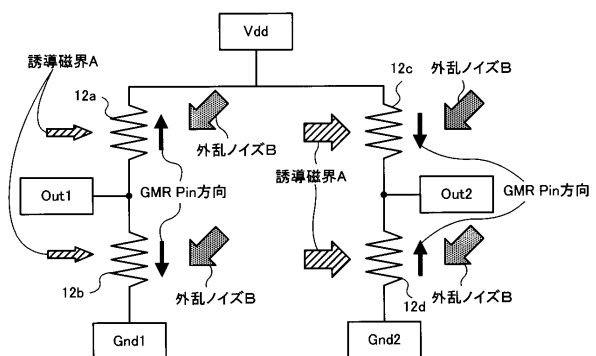 Vdd
誘導磁界A
12a
外乱ノイズB
GMR Pin方向
Out1
12b
外乱ノイズB
Gnd1
12c
外乱ノイズB
誘導磁界A
Out2
GMR Pin方向
12d
外乱ノイズB
Gnd2